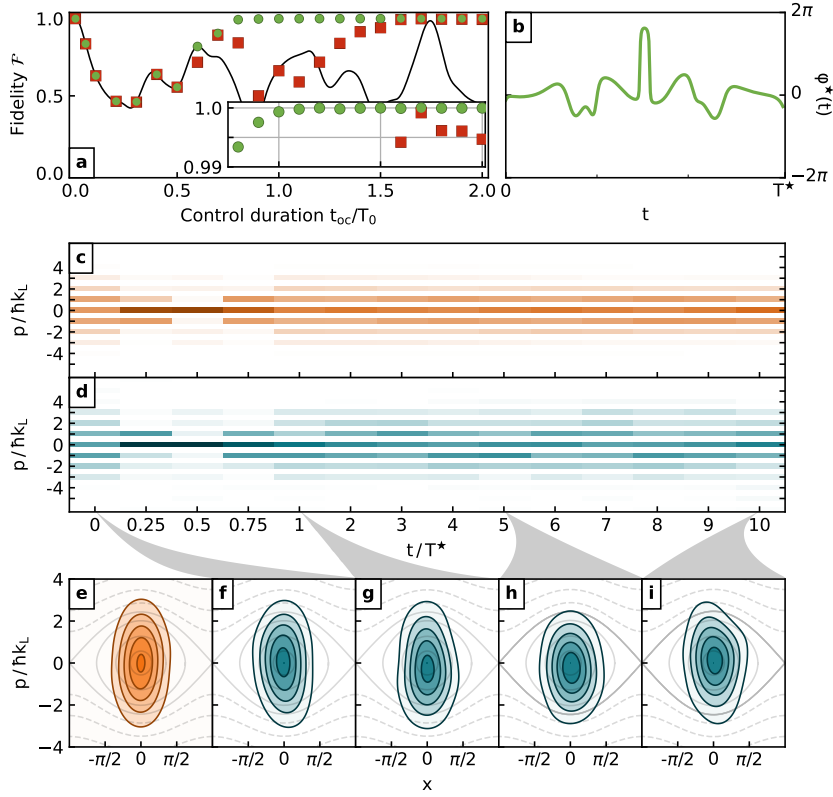 1.0
0.5
0.0
Fidelity 𝓕
a
1.0
0.99
0.0 0.5 1.0 1.5 2.0
Control duration t_oc/T_0
b
2π
0
−2π
φ★(t)
0 T★
t
c
4
2
0
-2
-4
p/ħk_L
d
4
2
0
-2
-4
p/ħk_L
0 0.25 0.5 0.75 1 2 3 4 5 6 7 8 9 10
t/T★
e f g h i
4
2
0
−2
−4
p/ħk_L
-π/2 0 π/2 -π/2 0 π/2 -π/2 0 π/2 -π/2 0 π/2 -π/2 0 π/2
x